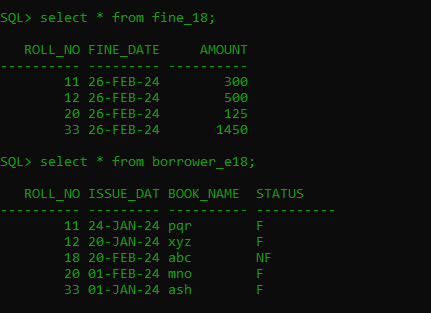 SQL> select * from fine_18;
ROLL_NO FINE_DATE AMOUNT
---------- --------- ----------
11 26-FEB-24 300
12 26-FEB-24 500
20 26-FEB-24 125
33 26-FEB-24 1450
SQL> select * from borrower_e18;
ROLL_NO ISSUE_DAT BOOK_NAME STATUS
---------- --------- ---------- ----------
11 24-JAN-24 pqr F
12 20-JAN-24 xyz F
18 20-FEB-24 abc NF
20 01-FEB-24 mno F
33 01-JAN-24 ash F